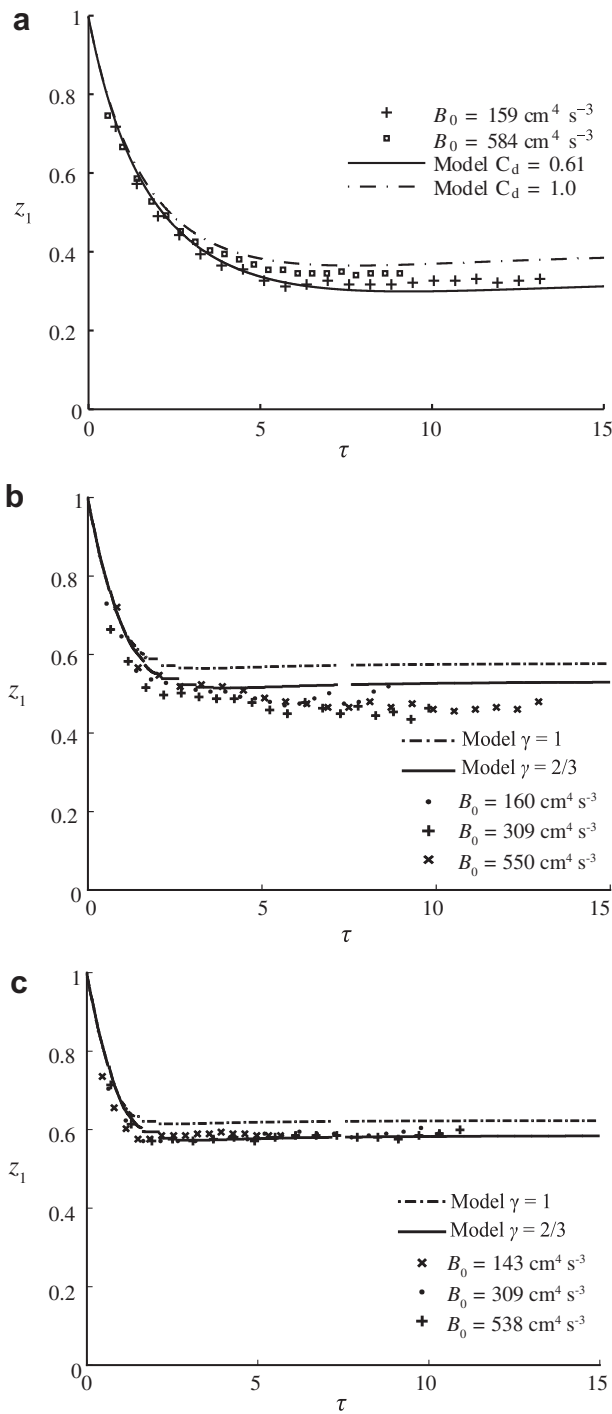 a
1
0.8
0.6
z₁
0.4
0.2
0
0 5 10 15
τ
B₀ = 159 cm⁴ s⁻³
B₀ = 584 cm⁴ s⁻³
Model C_d = 0.61
Model C_d = 1.0
b
1
0.8
0.6
z₁
0.4
0.2
0
0 5 10 15
τ
Model γ = 1
Model γ = 2/3
B₀ = 160 cm⁴ s⁻³
B₀ = 309 cm⁴ s⁻³
B₀ = 550 cm⁴ s⁻³
c
1
0.8
0.6
z₁
0.4
0.2
0
0 5 10 15
τ
Model γ = 1
Model γ = 2/3
B₀ = 143 cm⁴ s⁻³
B₀ = 309 cm⁴ s⁻³
B₀ = 538 cm⁴ s⁻³